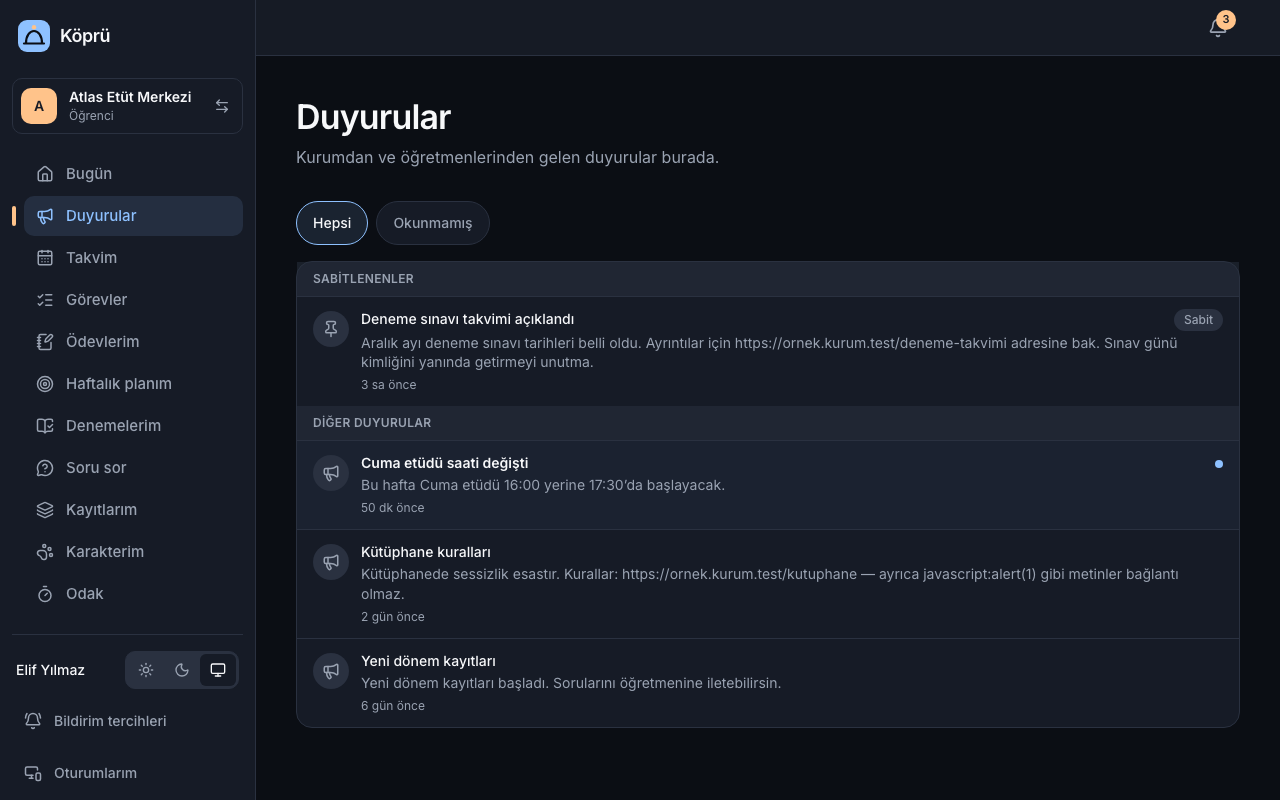 Köprü
3
A
Atlas Etüt Merkezi
Öğrenci
Bugün
Duyurular
Takvim
Görevler
Ödevlerim
Haftalık planım
Denemelerim
Soru sor
Kayıtlarım
Karakterim
Odak
Elif Yılmaz
Bildirim tercihleri
Oturumlarım
Duyurular
Kurumdan ve öğretmenlerinden gelen duyurular burada.
Hepsi
Okunmamış
SABİTLENENLER
Deneme sınavı takvimi açıklandı
Sabit
Aralık ayı deneme sınavı tarihleri belli oldu. Ayrıntılar için https://ornek.kurum.test/deneme-takvimi adresine bak. Sınav günü
kimliğini yanında getirmeyi unutma.
3 sa önce
DİĞER DUYURULAR
Cuma etüdü saati değişti
Bu hafta Cuma etüdü 16:00 yerine 17:30’da başlayacak.
50 dk önce
Kütüphane kuralları
Kütüphanede sessizlik esastır. Kurallar: https://ornek.kurum.test/kutuphane — ayrıca javascript:alert(1) gibi metinler bağlantı
olmaz.
2 gün önce
Yeni dönem kayıtları
Yeni dönem kayıtları başladı. Sorularını öğretmenine iletebilirsin.
6 gün önce